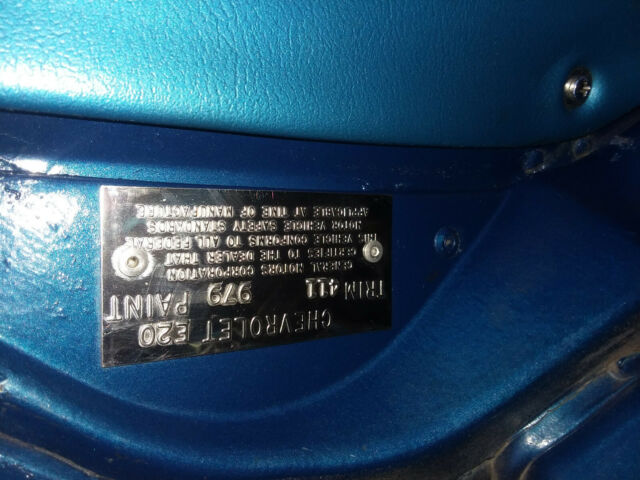 CHEVROLET E20
TRIM 411 979 PAINT
GENERAL MOTORS CORPORATION
CERTIFIES TO THE DEALER THAT
THIS VEHICLE CONFORMS TO ALL FEDERAL
MOTOR VEHICLE SAFETY STANDARDS
APPLICABLE AT TIME OF MANUFACTURE